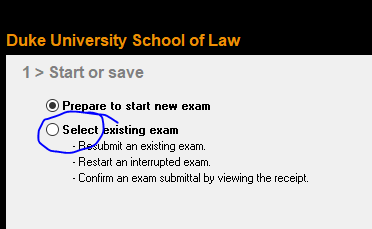 Duke University School of Law
1 > Start or save
Prepare to start new exam
Select existing exam
- Resubmit an existing exam.
- Restart an interrupted exam.
- Confirm an exam submittal by viewing the receipt.